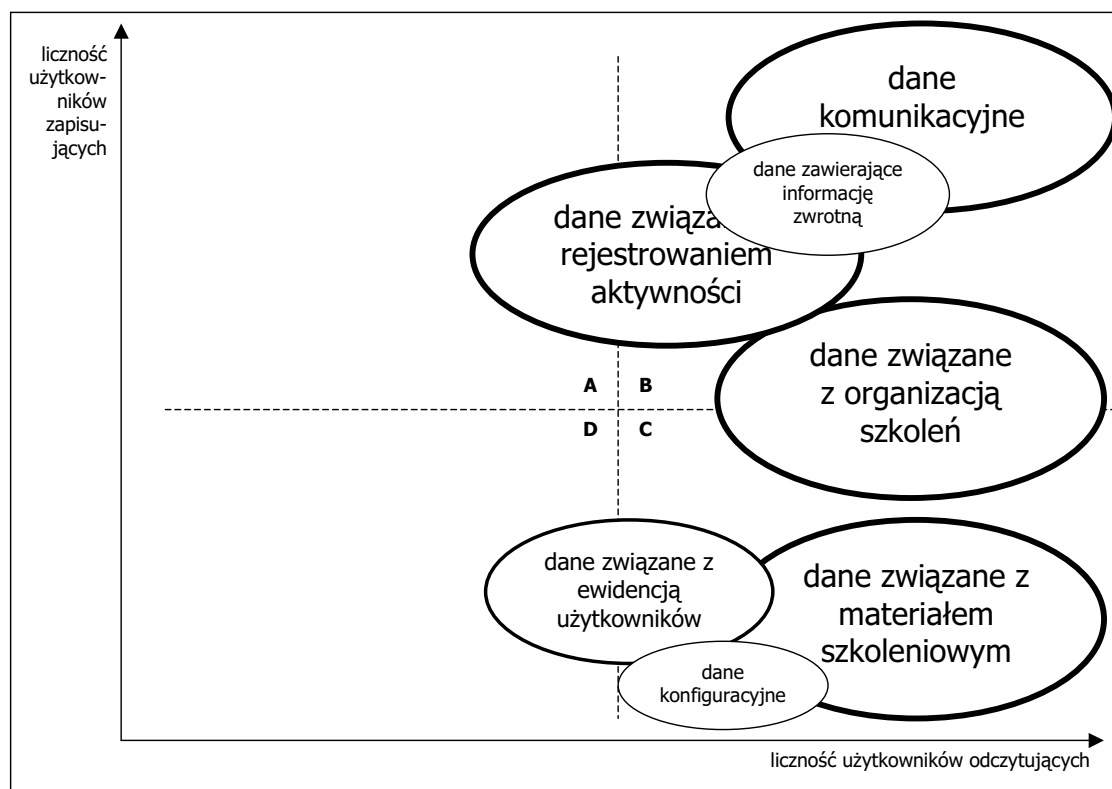 liczność
użytkow-
ników
zapisu-
jących
dane
komunikacyjne
dane zawierające
informację
zwrotną
dane
rejestrowaniem
aktywności
dane związane
z organizacją
szkoleń
A B
D C
dane związane z
ewidencją
użytkowników
dane związane z
materiałem
szkoleniowym
dane
konfiguracyjne
liczność użytkowników odczytujących